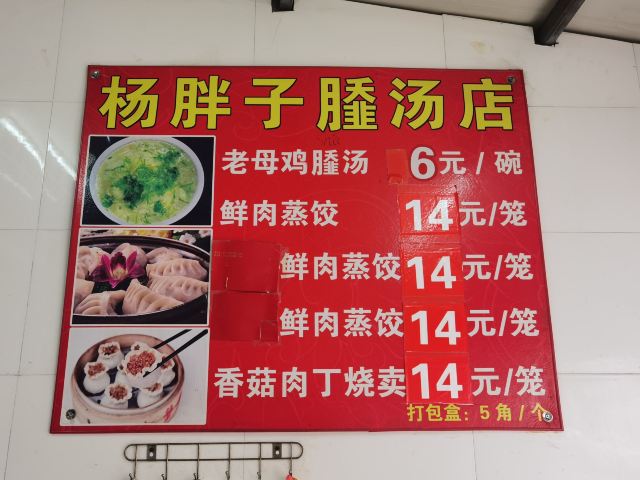 杨胖子汤店
老母鸡汤 6元/碗
鲜肉蒸饺 14元/笼
鲜肉蒸饺 14元/笼
鲜肉蒸饺 14元/笼
香菇肉丁烧卖 14元/笼
打包盒：5角/个